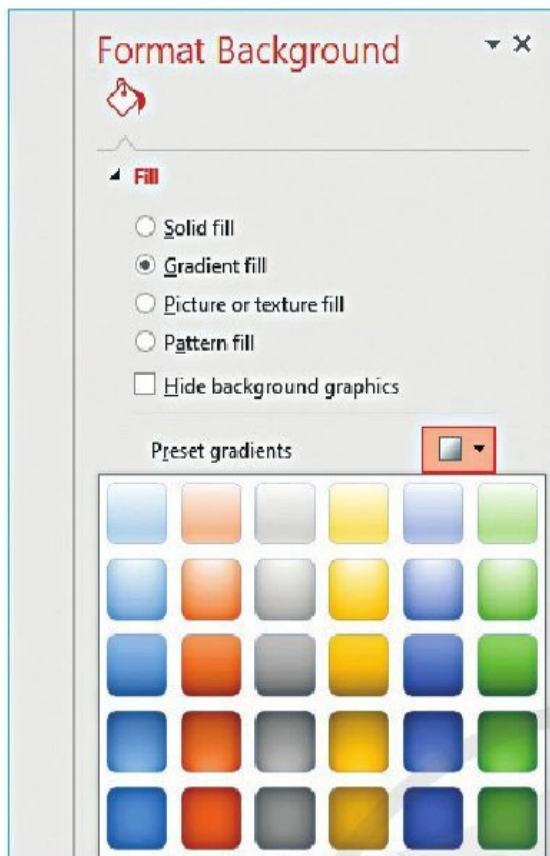 Format Background
Fill
Solid fill
Gradient fill
Picture or texture fill
Pattern fill
Hide background graphics
Preset gradients